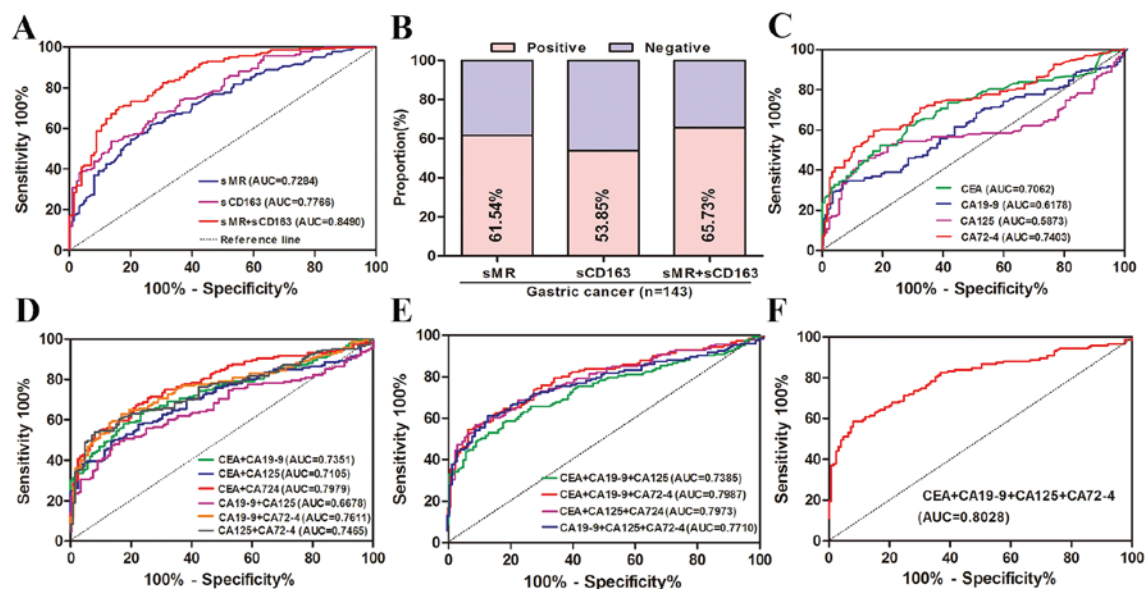 A
Sensitivity 100%
100
80
60
40
20
0
sMR (AUC=0.7284)
sCD163 (AUC=0.7766)
sMR+sCD163 (AUC=0.8490)
Reference line
0 20 40 60 80 100
100% - Specificity%
B
Positive Negative
Proportion(%)
100
80
60
40
20
0
61.54%
53.85%
65.73%
sMR sCD163 sMR+sCD163
Gastric cancer (n=143)
C
Sensitivity 100%
100
80
60
40
20
0
CEA (AUC=0.7062)
CA19-9 (AUC=0.6178)
CA125 (AUC=0.5873)
CA72-4 (AUC=0.7403)
0 20 40 60 80 100
100% - Specificity%
D
Sensitivity 100%
100
80
60
40
20
0
CEA+CA19-9 (AUC=0.7351)
CEA+CA125 (AUC=0.7105)
CEA+CA724 (AUC=0.7979)
CA19-9+CA125 (AUC=0.6678)
CA19-9+CA72-4 (AUC=0.7611)
CA125+CA72-4 (AUC=0.7465)
0 20 40 60 80 100
100% - Specificity%
E
Sensitivity 100%
100
80
60
40
20
0
CEA+CA19-9+CA125 (AUC=0.7385)
CEA+CA19-9+CA72-4 (AUC=0.7987)
CEA+CA125+CA724 (AUC=0.7973)
CA19-9+CA125+CA72-4 (AUC=0.7710)
0 20 40 60 80 100
100% - Specificity%
F
Sensitivity 100%
100
80
60
40
20
0
CEA+CA19-9+CA125+CA72-4
(AUC=0.8028)
0 20 40 60 80 100
100% - Specificity%